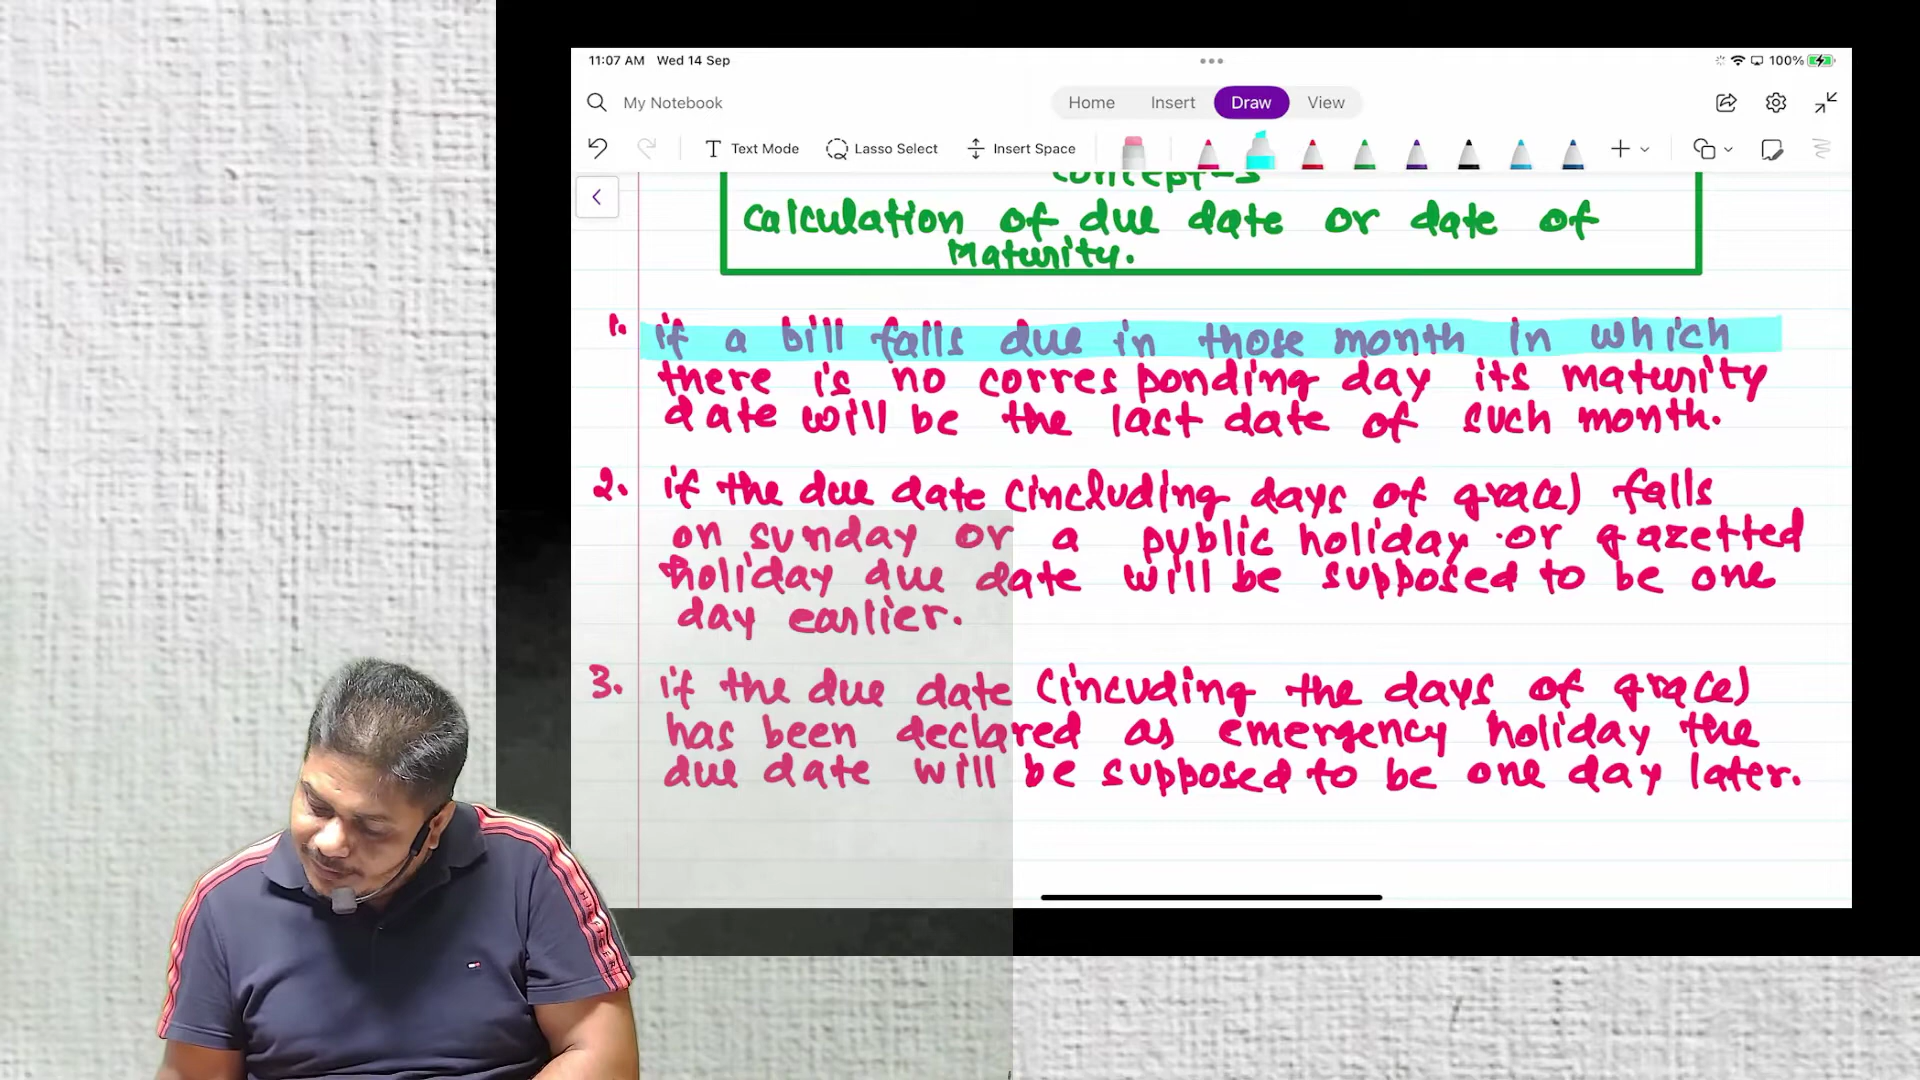 11:07 AM Wed 14 Sep
100%
My Notebook
Home Insert Draw View
Text Mode Lasso Select Insert Space
concept-3
calculation of due date or date of
Maturity.
1. if a bill falls due in those month in which
there is no corresponding day its maturity
date will be the last date of such month.
2. if the due date (including days of grace) falls
on sunday or a public holiday or gazetted
holiday due date will be supposed to be one
day earlier.
3. if the due date (incuding the days of grace)
has been declared as emergency holiday the
due date will be supposed to be one day later.